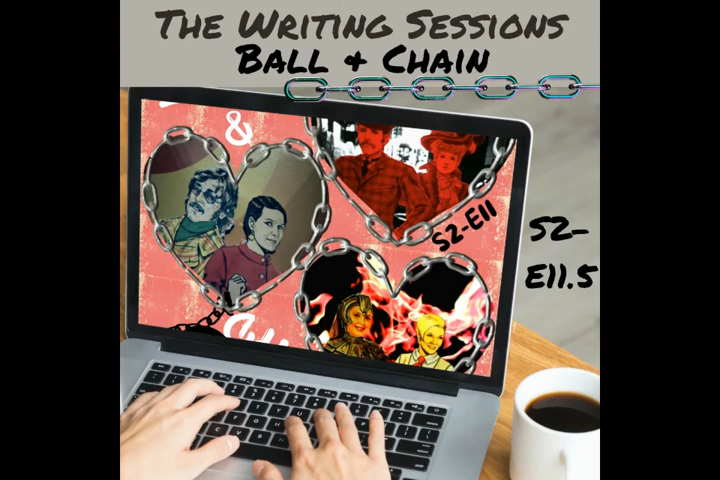 The Writing Sessions
Ball & Chain
&
S2-E11
S2-
E11.5